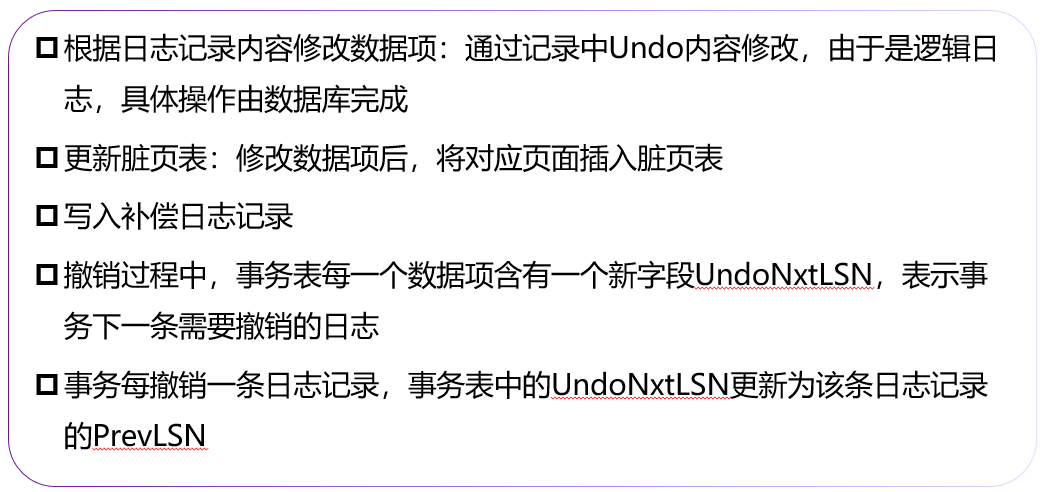 根据日志记录内容修改数据项：通过记录中Undo内容修改，由于是逻辑日
志，具体操作由数据库完成
更新脏页表：修改数据项后，将对应页面插入脏页表
写入补偿日志记录
撤销过程中，事务表每一个数据项含有一个新字段UndoNxtLSN，表示事
务下一条需要撤销的日志
事务每撤销一条日志记录，事务表中的UndoNxtLSN更新为该条日志记录
的PrevLSN